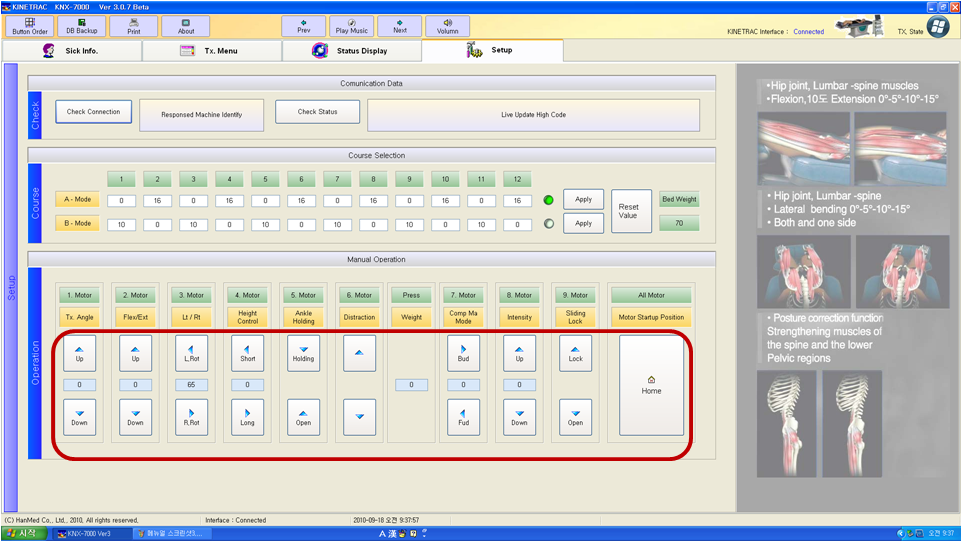 KINETRAC KNX-7000 Ver 3.0.7 Beta
Button Order DB Backup Print About Prev Play Music Next Volumn KINETRAC Interface : Connected TX, State
Sick Info. Tx. Menu Status Display Setup
Comunication Data
Check
Check Connection Responsed Machine Identity Check Status Live Update High Code
Course Selection
Course
1 2 3 4 5 6 7 8 9 10 11 12
A - Mode 0 16 0 16 0 16 0 16 0 16 0 16 Apply Reset Value Bed Weight
B - Mode 10 0 10 0 10 0 10 0 10 0 10 0 Apply 70
Manual Operation
Setup
Operation
1. Motor 2. Motor 3. Motor 4. Motor 5. Motor 6. Motor Press 7. Motor 8. Motor 9. Motor All Motor
Tx. Angle Flex/Ext Lt / Rt Height Control Ankle Holding Distraction Weight Comp Ma Mode Intensity Sliding Lock Motor Startup Position
Up Up L,Rot Short Holding Bud Up Lock
0 0 65 0 0 0 0 Home
Down Down R,Rot Long Open Fud Down Open
•Hip joint, Lumbar -spine muscles
•Flexion,10도 Extension 0°-5°-10°-15°
• Hip joint, Lumbar -spine
• Lateral bending 0°-5°-10°-15°
• Both and one side
• Posture correction function
Strengthening muscles of
the spine and the lower
Pelvic regions
(C) HanMed Co,, Ltd,, 2010, All rights reserved, Interface : Connected 2010-09-18 오전 9:37:57
시작 KNX-7000 Ver3 메뉴얼 스크린샷3,... A 漢 오전 9:37